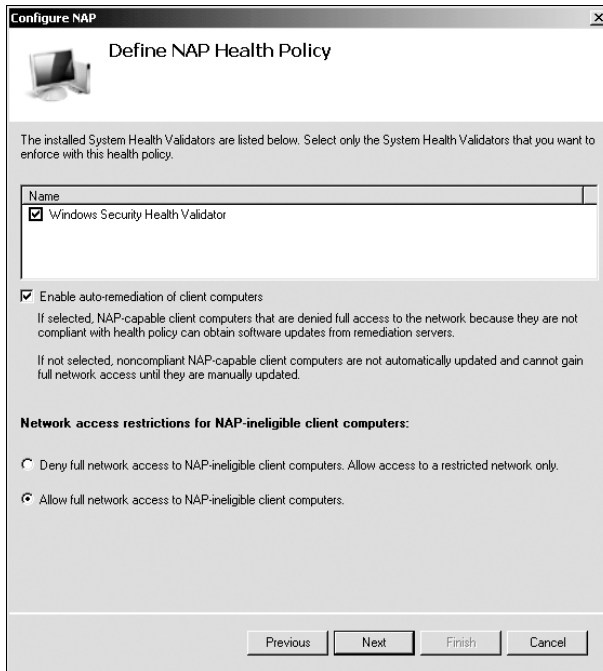 Configure NAP
Define NAP Health Policy
The installed System Health Validators are listed below. Select only the System Health Validators that you want to
enforce with this health policy.
Name
Windows Security Health Validator
Enable auto-remediation of client computers
If selected, NAP-capable client computers that are denied full access to the network because they are not
compliant with health policy can obtain software updates from remediation servers.
If not selected, noncompliant NAP-capable client computers are not automatically updated and cannot gain
full network access until they are manually updated.
Network access restrictions for NAP-ineligible client computers:
Deny full network access to NAP-ineligible client computers. Allow access to a restricted network only.
Allow full network access to NAP-ineligible client computers.
Previous Next Finish Cancel